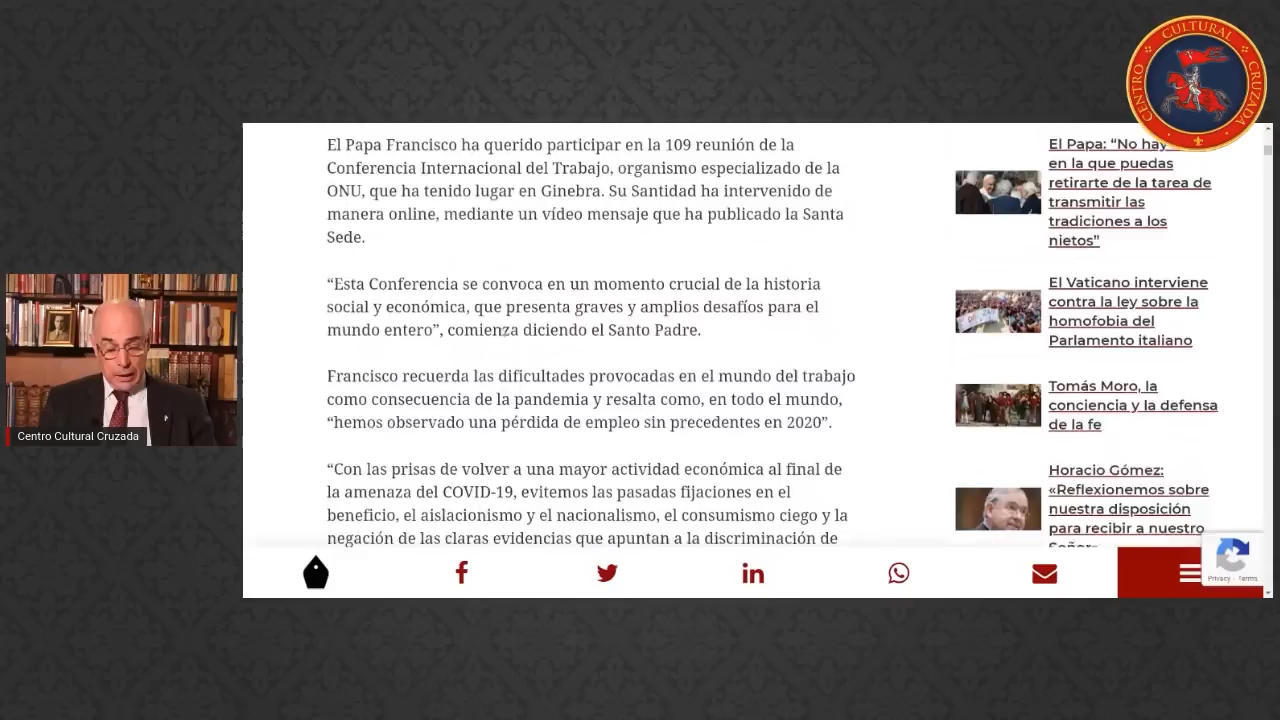 CENTRO CULTURAL CRUZADA
El Papa Francisco ha querido participar en la 109 reunión de la
Conferencia Internacional del Trabajo, organismo especializado de la
ONU, que ha tenido lugar en Ginebra. Su Santidad ha intervenido de
manera online, mediante un vídeo mensaje que ha publicado la Santa
Sede.
“Esta Conferencia se convoca en un momento crucial de la historia
social y económica, que presenta graves y amplios desafíos para el
mundo entero”, comienza diciendo el Santo Padre.
Francisco recuerda las dificultades provocadas en el mundo del trabajo
como consecuencia de la pandemia y resalta como, en todo el mundo,
“hemos observado una pérdida de empleo sin precedentes en 2020”.
“Con las prisas de volver a una mayor actividad económica al final de
la amenaza del COVID-19, evitemos las pasadas fijaciones en el
beneficio, el aislacionismo y el nacionalismo, el consumismo ciego y la
negación de las claras evidencias que apuntan a la discriminación de
El Papa: “No hay
en la que puedas
retirarte de la tarea de
transmitir las
tradiciones a los
nietos”
El Vaticano interviene
contra la ley sobre la
homofobia del
Parlamento italiano
Tomás Moro, la
conciencia y la defensa
de la fe
Horacio Gómez:
«Reflexionemos sobre
nuestra disposición
para recibir a nuestro
Privacy - Terms
Centro Cultural Cruzada